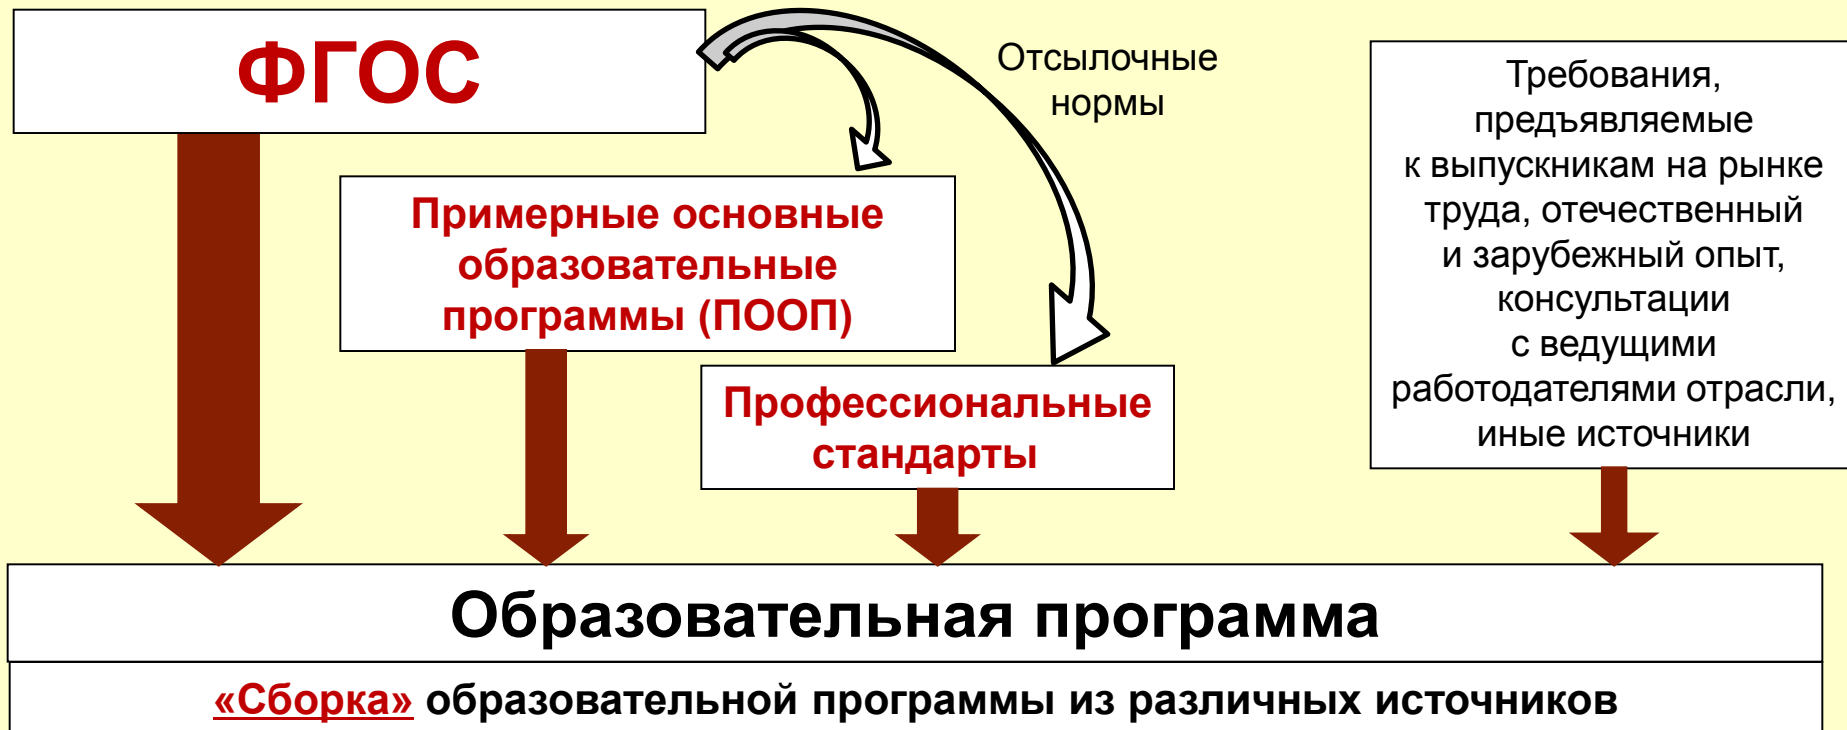 ФГОС
Отсылочные
нормы
Требования,
предъявляемые
к выпускникам на рынке
труда, отечественный
и зарубежный опыт,
консультации
с ведущими
работодателями отрасли,
иные источники
Примерные основные
образовательные
программы (ПООП)
Профессиональные
стандарты
Образовательная программа
«Сборка» образовательной программы из различных источников